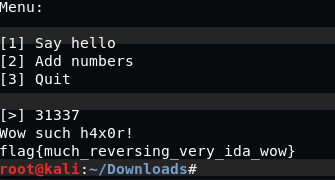 Menu:
[1] Say hello
[2] Add numbers
[3] Quit
[>] 31337
Wow such h4x0r!
flag{much_reversing_very_ida_wow}
root@kali:~/Downloads#